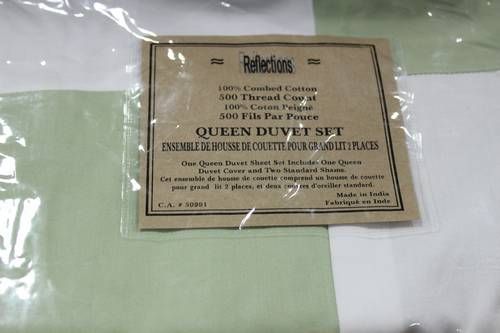 ≈ Reflections ≈
100% Combed Cotton
500 Thread Count
100% Coton Peigné
500 Fils Par Pouce
QUEEN DUVET SET
ENSEMBLE DE HOUSSE DE COUETTE POUR GRAND LIT 2 PLACES
One Queen Duvet Sheet Set Includes One Queen
Duvet Cover and Two Standard Shams.
Cet ensemble de housse de couette comprend un housse de couette
pour grand lit 2 places, et deux d'oreiller standard.
Made in India
Fabriqué en Inde
C.A. # 50991